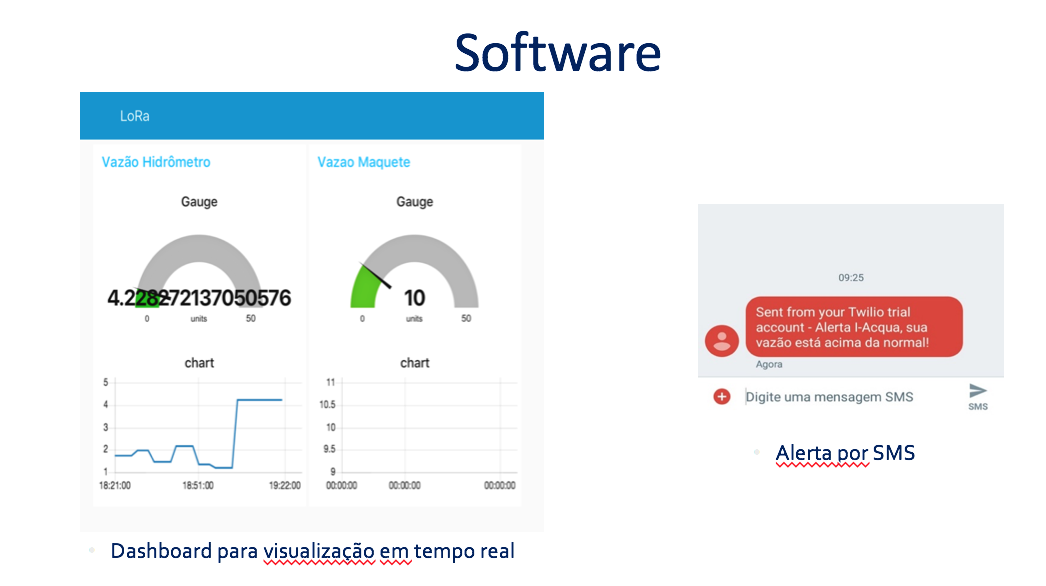 Software
LoRa
Vazão Hidrômetro
Gauge
4.228272137050576
0 units 50
chart
5
4
3
2
1
18:21:00 18:51:00 19:22:00
Vazao Maquete
Gauge
10
0 units 50
chart
11
10.5
10
9.5
9
00:00:00 00:00:00 00:00:00
Dashboard para visualização em tempo real
09:25
Sent from your Twilio trial
account - Alerta I-Acqua, sua
vazão está acima da normal!
Agora
Digite uma mensagem SMS
SMS
Alerta por SMS